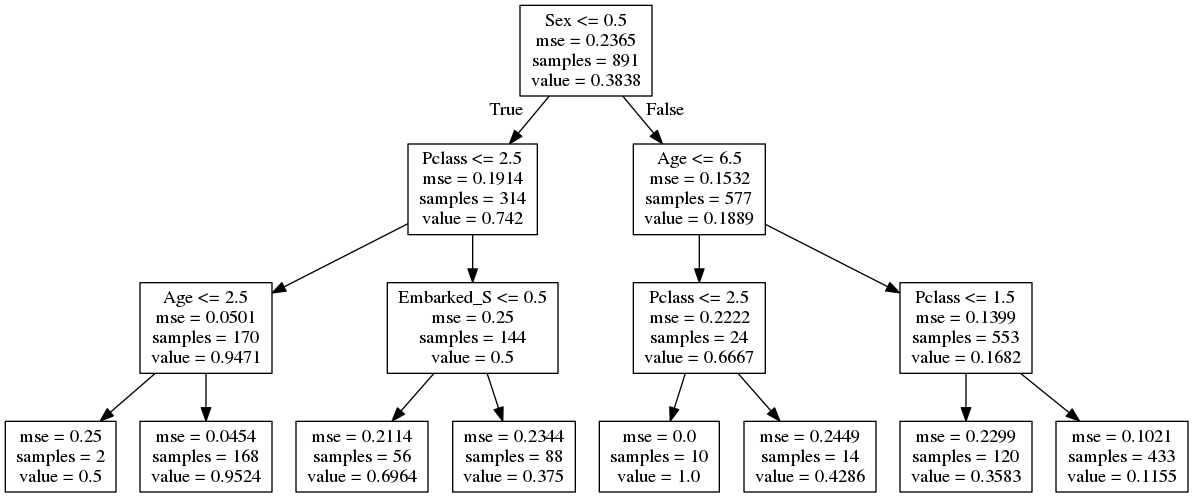 Sex <= 0.5
mse = 0.2365
samples = 891
value = 0.3838
True
False
Pclass <= 2.5
mse = 0.1914
samples = 314
value = 0.742
Age <= 6.5
mse = 0.1532
samples = 577
value = 0.1889
Age <= 2.5
mse = 0.0501
samples = 170
value = 0.9471
Embarked_S <= 0.5
mse = 0.25
samples = 144
value = 0.5
Pclass <= 2.5
mse = 0.2222
samples = 24
value = 0.6667
Pclass <= 1.5
mse = 0.1399
samples = 553
value = 0.1682
mse = 0.25
samples = 2
value = 0.5
mse = 0.0454
samples = 168
value = 0.9524
mse = 0.2114
samples = 56
value = 0.6964
mse = 0.2344
samples = 88
value = 0.375
mse = 0.0
samples = 10
value = 1.0
mse = 0.2449
samples = 14
value = 0.4286
mse = 0.2299
samples = 120
value = 0.3583
mse = 0.1021
samples = 433
value = 0.1155